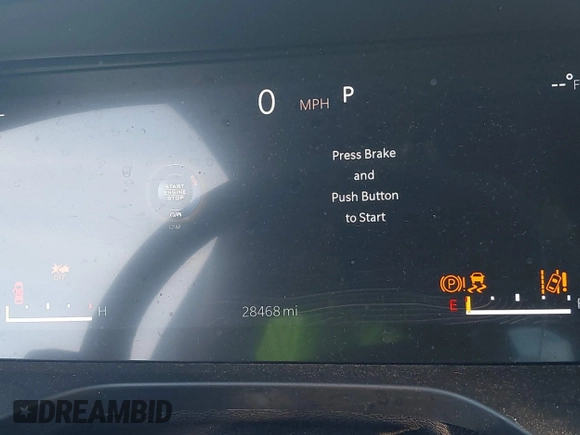 0 MPH P
--°F
Press Brake
and
Push Button
to Start
START
ENGINE
STOP
H
28468 mi
E
DREAMBID